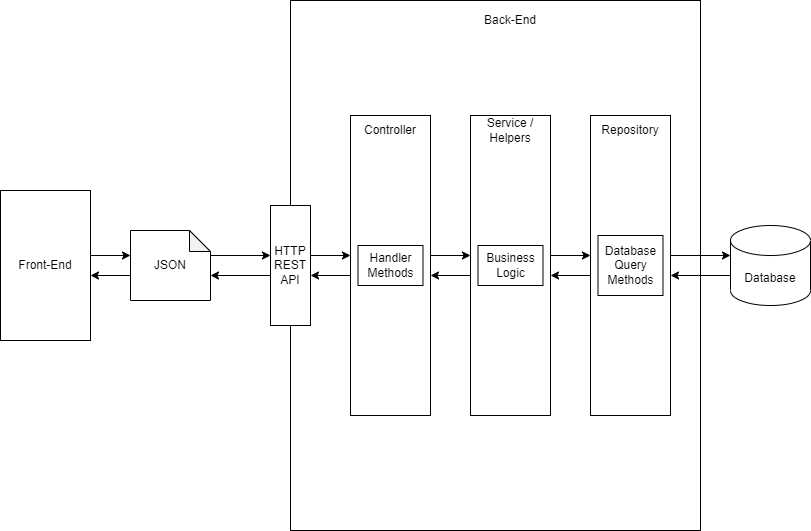 Back-End
Controller
Service /
Helpers
Repository
Front-End
JSON
HTTP
REST
API
Handler
Methods
Business
Logic
Database
Query
Methods
Database